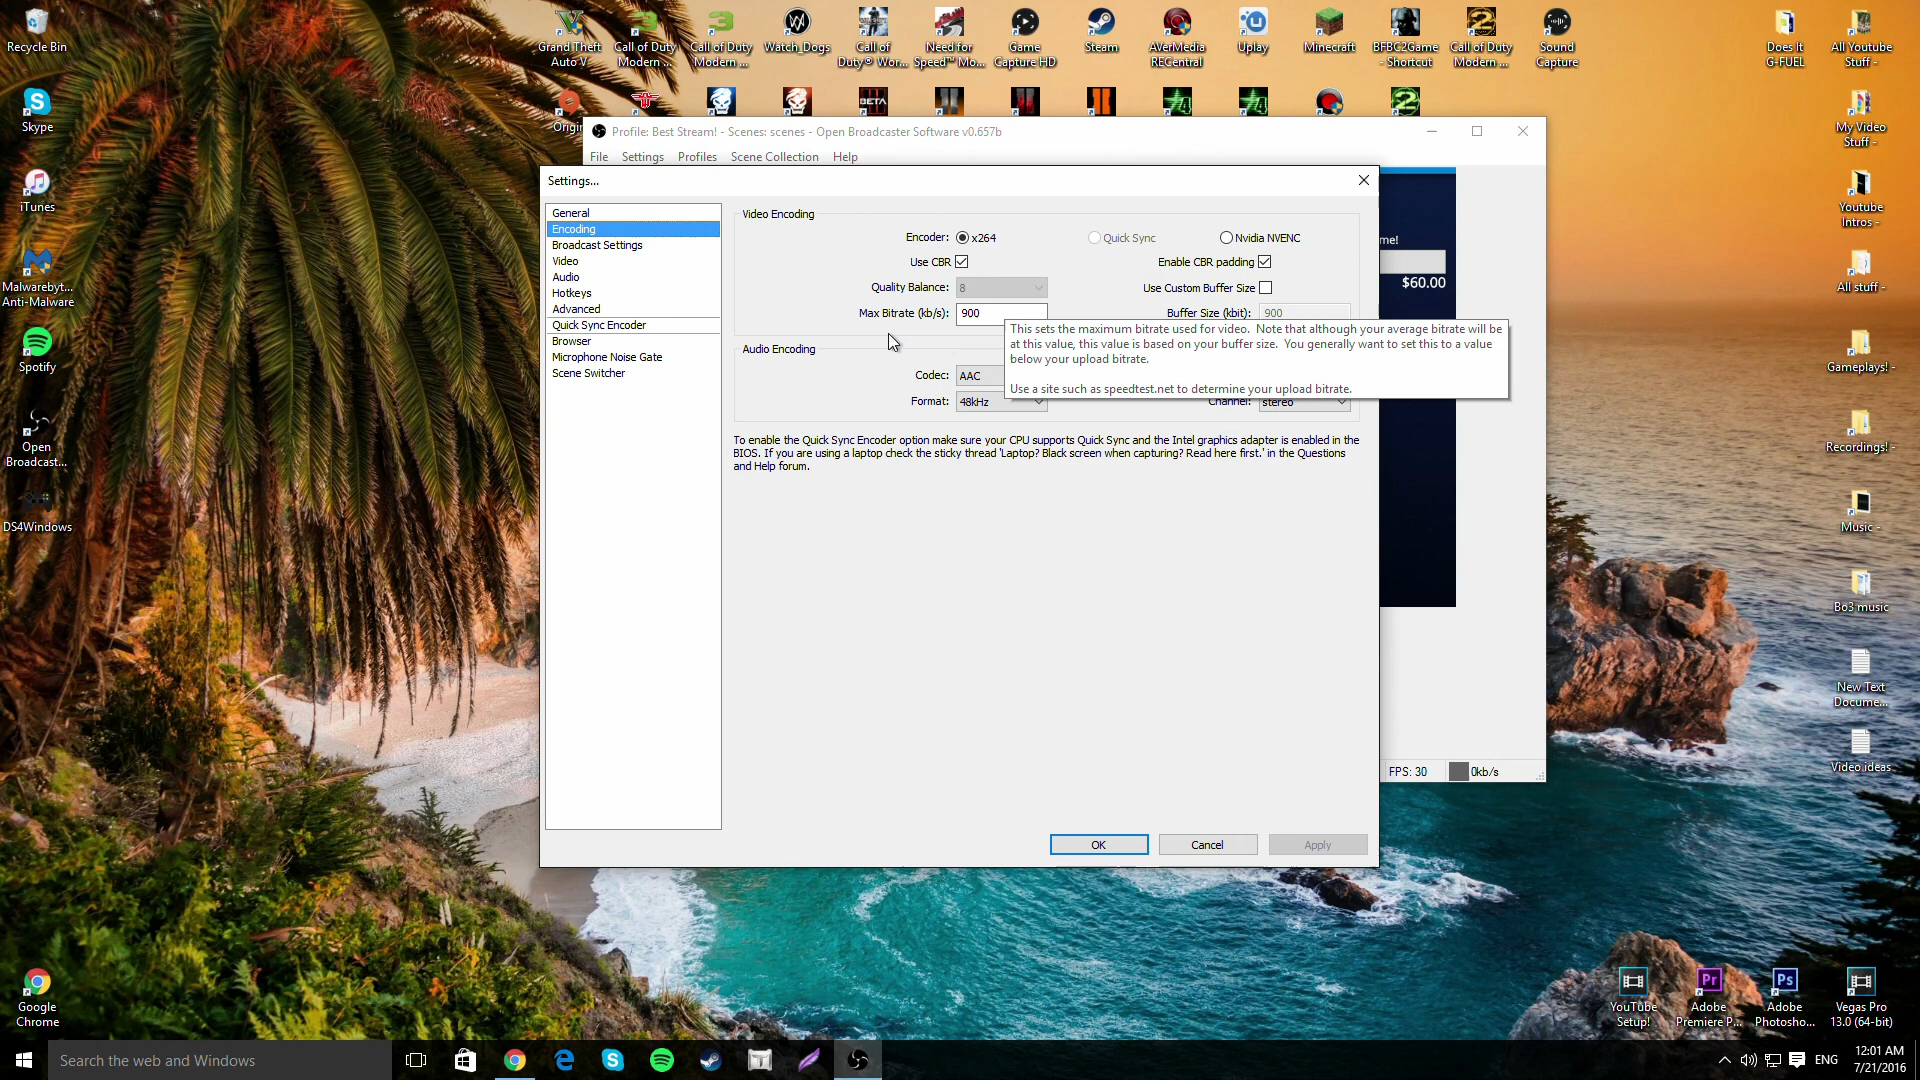 Recycle Bin
Grand Theft Auto V
Call of Duty Modern ...
Call of Duty Modern ...
Watch_Dogs
Call of Duty® Wor...
Need for Speed™ Mo...
Game Capture HD
Steam
AVerMedia RECentral
Uplay
Minecraft
BFBC2Game - Shortcut
Call of Duty Modern ...
Sound Capture
Does It G-FUEL
All Youtube Stuff -
Skype
iTunes
Malwarebyt... Anti-Malware
Spotify
Open Broadcast...
DS4Windows
Google Chrome
Origin
BETA
Profile: Best Stream! - Scenes: scenes - Open Broadcaster Software v0.657b
File Settings Profiles Scene Collection Help
Settings...
General
Encoding
Broadcast Settings
Video
Audio
Hotkeys
Advanced
Quick Sync Encoder
Browser
Microphone Noise Gate
Scene Switcher
Video Encoding
Encoder: x264 Quick Sync Nvidia NVENC
Use CBR Enable CBR padding
Quality Balance: 8 Use Custom Buffer Size
Max Bitrate (kb/s): 900 Buffer Size (kbit): 900
This sets the maximum bitrate used for video. Note that although your average bitrate will be
at this value, this value is based on your buffer size. You generally want to set this to a value
below your upload bitrate.
Use a site such as speedtest.net to determine your upload bitrate.
Audio Encoding
Codec: AAC
Format: 48kHz Channel: stereo
To enable the Quick Sync Encoder option make sure your CPU supports Quick Sync and the Intel graphics adapter is enabled in the
BIOS. If you are using a laptop check the sticky thread 'Laptop? Black screen when capturing? Read here first.' in the Questions
and Help forum.
OK Cancel Apply
me!
$60.00
FPS: 30 0kb/s
My Video Stuff -
Youtube Intros -
All stuff -
Gameplays! -
Recordings! -
Music -
Bo3 music
New Text Docume...
Video ideas
YouTube Setup!
Pr
Adobe Premiere P...
Ps
Adobe Photosho...
Vegas Pro 13.0 (64-bit)
Search the web and Windows
ENG
12:01 AM
7/21/2016